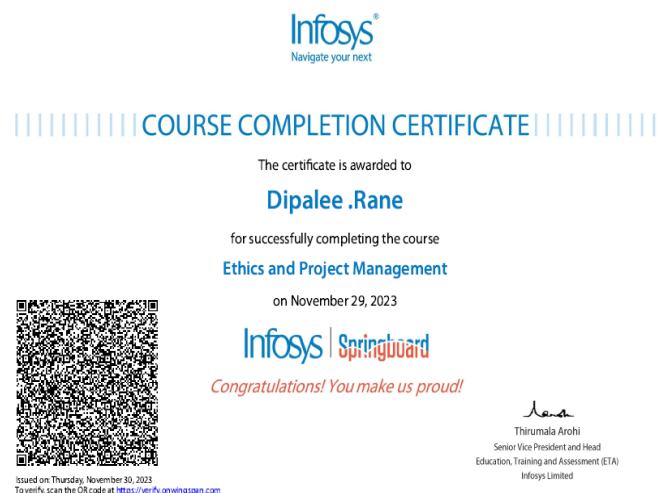 Infosys®
Navigate your next
COURSE COMPLETION CERTIFICATE
The certificate is awarded to
Dipalee .Rane
for successfully completing the course
Ethics and Project Management
on November 29, 2023
Infosys | Springboard
Congratulations! You make us proud!
Thirumala Arohi
Senior Vice President and Head
Education, Training and Assessment (ETA)
Infosys Limited
Issued on: Thursday, November 30, 2023
To verify, scan the QR code at https://verify.onwingspan.com